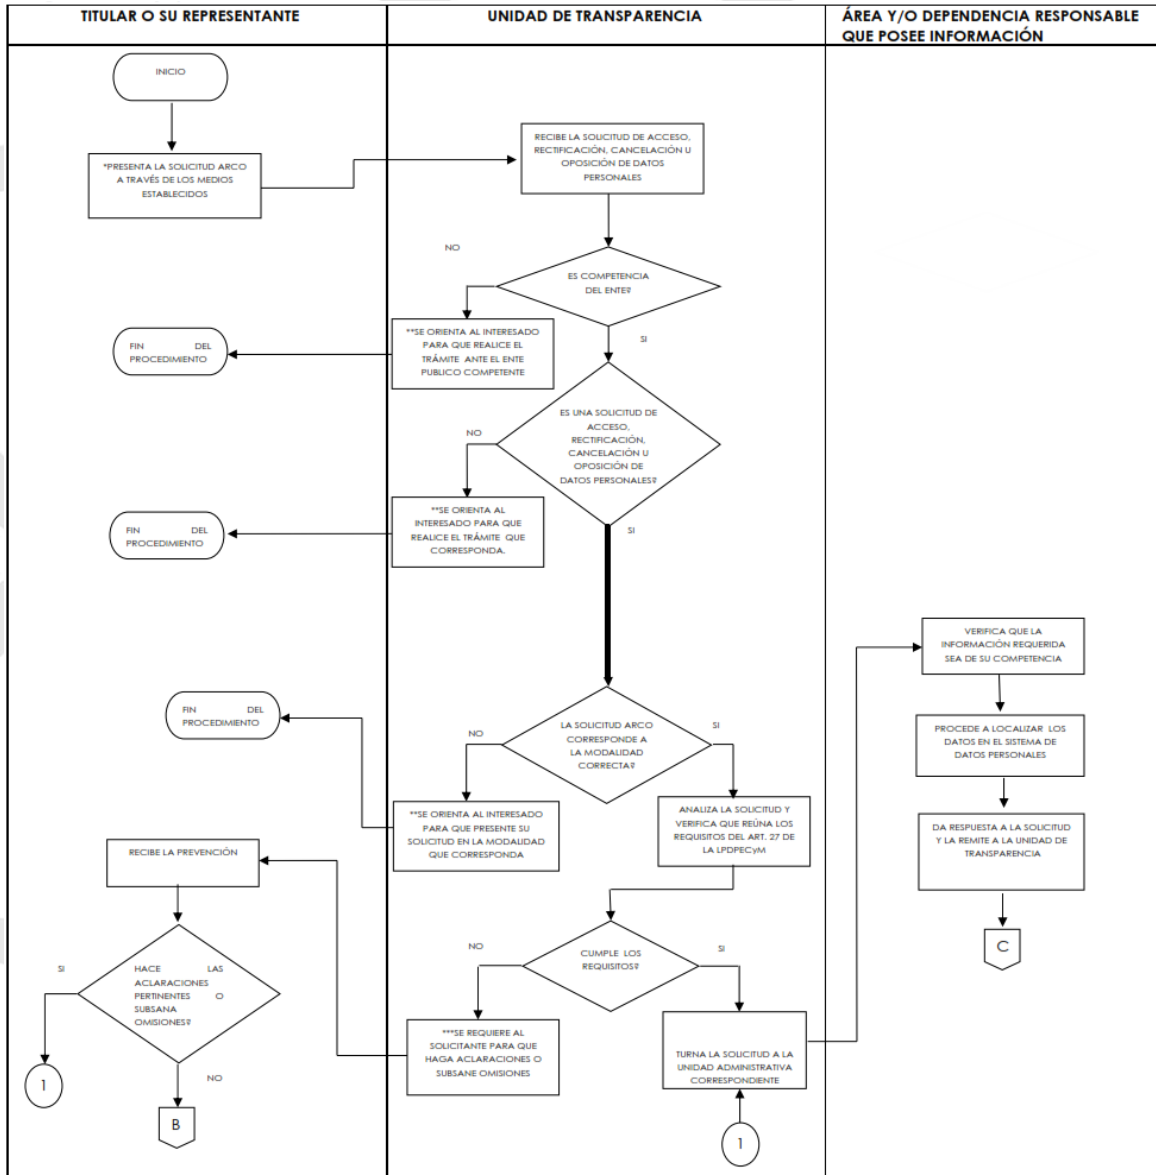 TITULAR O SU REPRESENTANTE
UNIDAD DE TRANSPARENCIA
ÁREA Y/O DEPENDENCIA RESPONSABLE
QUE POSEE INFORMACIÓN
INICIO
*PRESENTA LA SOLICITUD ARCO
A TRAVÉS DE LOS MEDIOS
ESTABLECIDOS
RECIBE LA SOLICITUD DE ACCESO,
RECTIFICACIÓN, CANCELACIÓN U
OPOSICIÓN DE DATOS
PERSONALES
NO
ES COMPETENCIA
DEL ENTE?
SI
**SE ORIENTA AL INTERESADO
PARA QUE REALICE EL
TRÁMITE ANTE EL ENTE
PUBLICO COMPETENTE
FIN DEL
PROCEDIMIENTO
ES UNA SOLICITUD DE
ACCESO,
RECTIFICACIÓN,
CANCELACIÓN U
OPOSICIÓN DE
DATOS PERSONALES?
NO
SI
**SE ORIENTA AL
INTERESADO PARA QUE
REALICE EL TRÁMITE QUE
CORRESPONDA.
FIN DEL
PROCEDIMIENTO
LA SOLICITUD ARCO
CORRESPONDE A
LA MODALIDAD
CORRECTA?
NO
SI
FIN DEL
PROCEDIMIENTO
**SE ORIENTA AL INTERESADO
PARA QUE PRESENTE SU
SOLICITUD EN LA MODALIDAD
QUE CORRESPONDA
ANALIZA LA SOLICITUD Y
VERIFICA QUE REÚNA LOS
REQUISITOS DEL ART. 27 DE
LA LPDPECyM
CUMPLE LOS
REQUISITOS?
NO
SI
***SE REQUIERE AL
SOLICITANTE PARA QUE
HAGA ACLARACIONES O
SUBSANE OMISIONES
RECIBE LA PREVENCIÓN
HACE LAS
ACLARACIONES
PERTINENTES O
SUBSANA
OMISIONES?
SI
NO
1
B
TURNA LA SOLICITUD A LA
UNIDAD ADMINISTRATIVA
CORRESPONDIENTE
1
VERIFICA QUE LA
INFORMACIÓN REQUERIDA
SEA DE SU COMPETENCIA
PROCEDE A LOCALIZAR LOS
DATOS EN EL SISTEMA DE
DATOS PERSONALES
DA RESPUESTA A LA SOLICITUD
Y LA REMITE A LA UNIDAD DE
TRANSPARENCIA
C